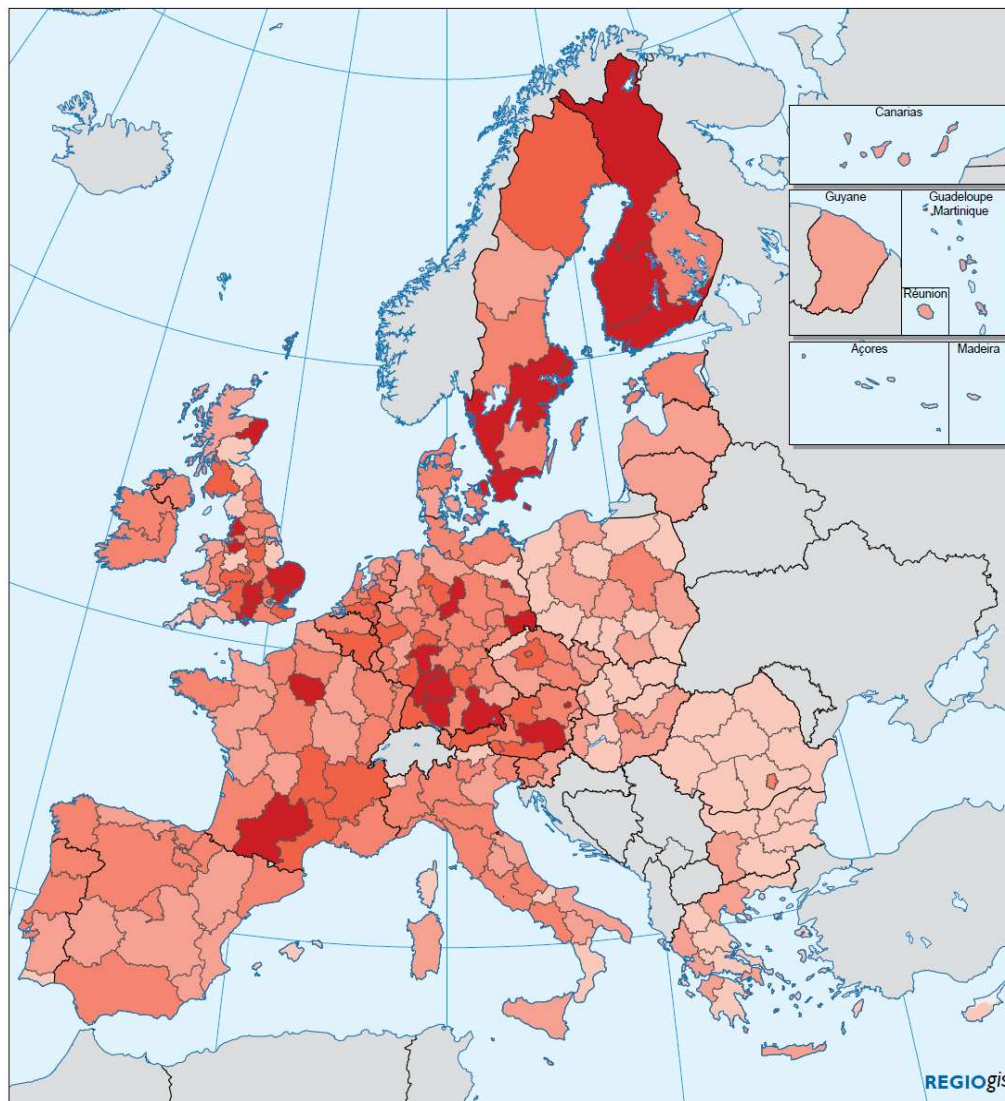 Canarias
Guyane
Guadeloupe
Martinique
Réunion
Açores
Madeira
REGIOgis